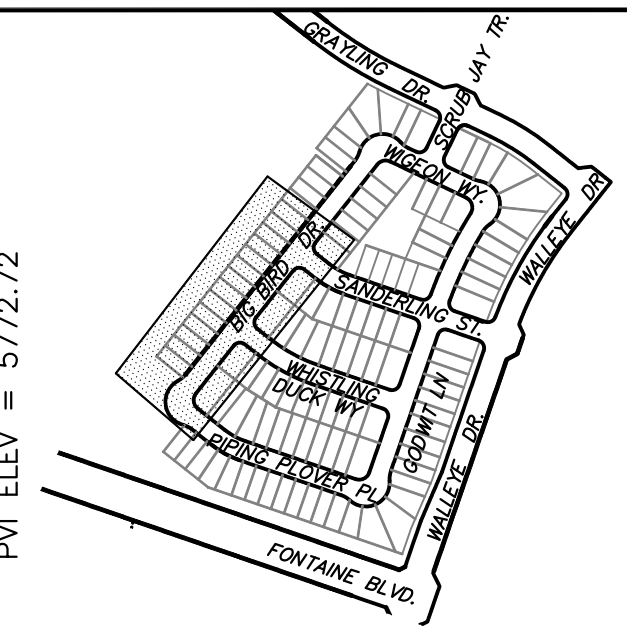 GRAYLING DR.
SCRUB JAY TR.
WIGEON WY.
WALLEYE DR.
BIG BIRD DR.
SANDERLING ST.
WHISTLING
DUCK WY
GODWIT LN
PIPING PLOVER PL.
WALLEYE DR.
FONTAINE BLVD.
PVI ELEV = 5772.72